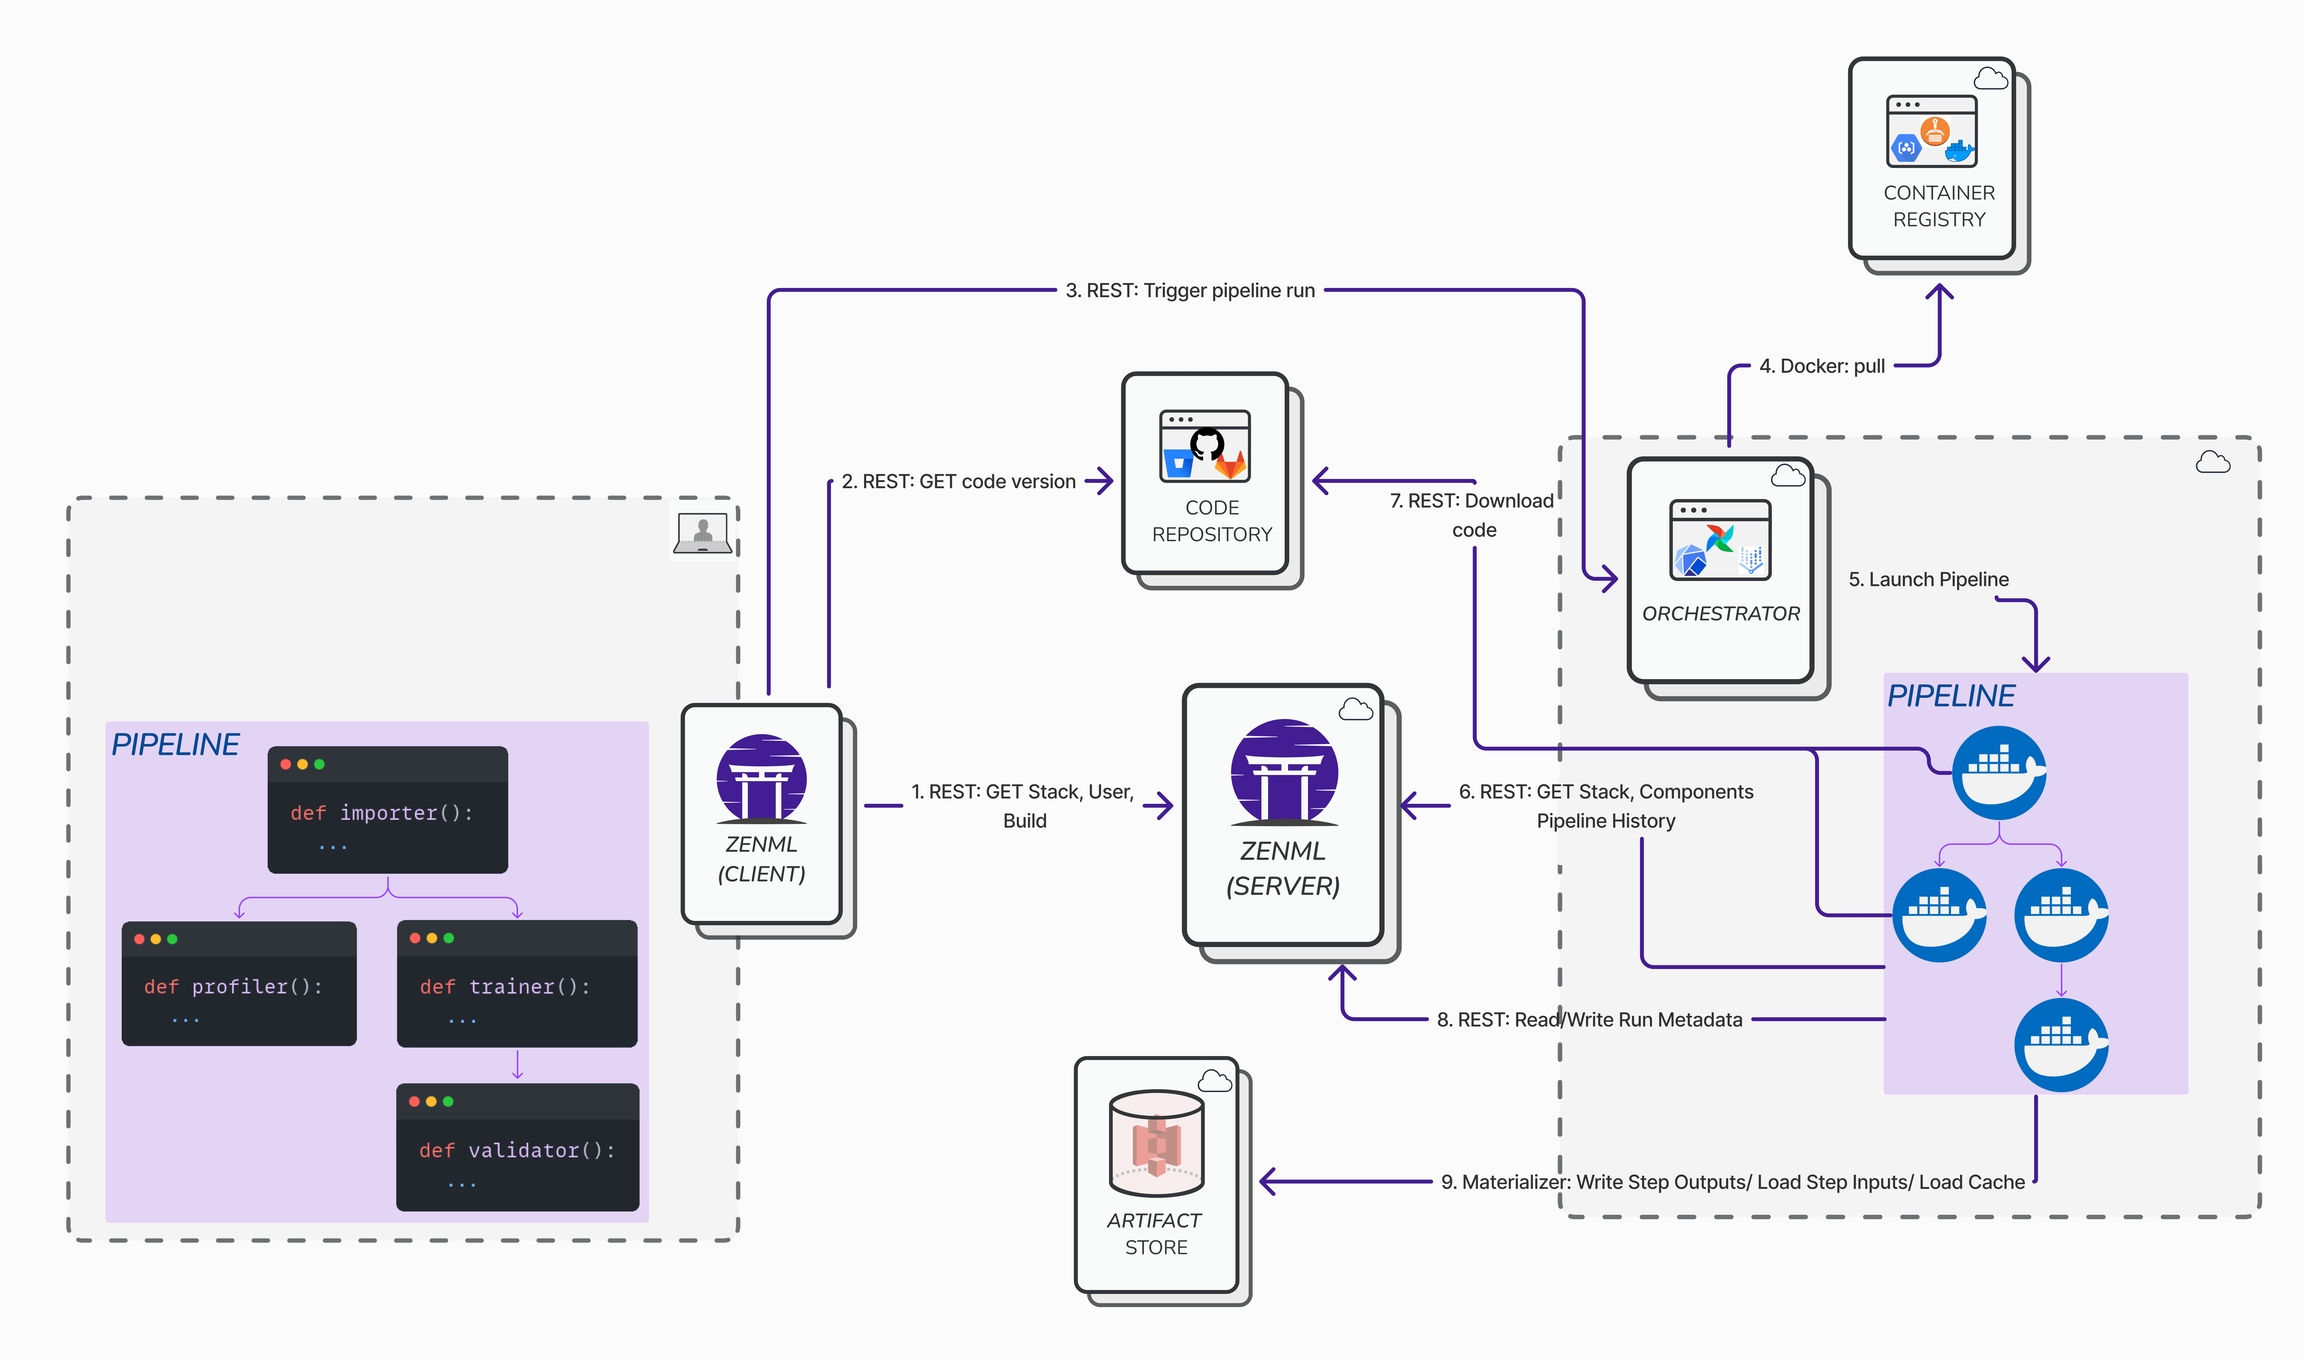 CONTAINER
REGISTRY
3. REST: Trigger pipeline run
4. Docker: pull
2. REST: GET code version
CODE
REPOSITORY
7. REST: Download
code
ORCHESTRATOR
5. Launch Pipeline
PIPELINE
def importer():
...
def profiler():
...
def trainer():
...
def validator():
...
ZENML
(CLIENT)
1. REST: GET Stack, User,
Build
ZENML
(SERVER)
6. REST: GET Stack, Components
Pipeline History
PIPELINE
8. REST: Read/Write Run Metadata
ARTIFACT
STORE
9. Materializer: Write Step Outputs/ Load Step Inputs/ Load Cache